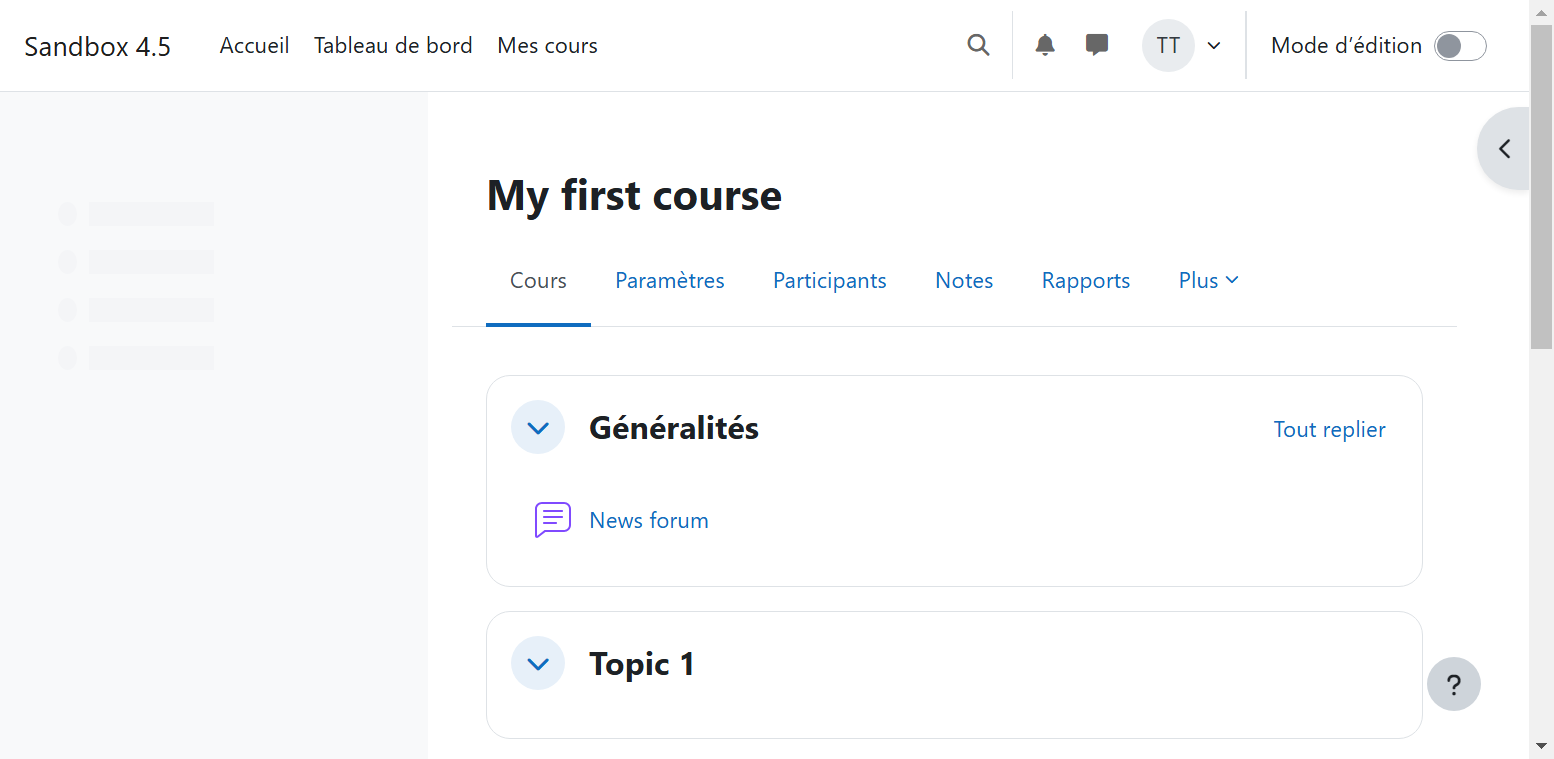 Sandbox 4.5 Accueil Tableau de bord Mes cours TT Mode d’édition
My first course
Cours Paramètres Participants Notes Rapports Plus
Généralités Tout replier
News forum
Topic 1
?